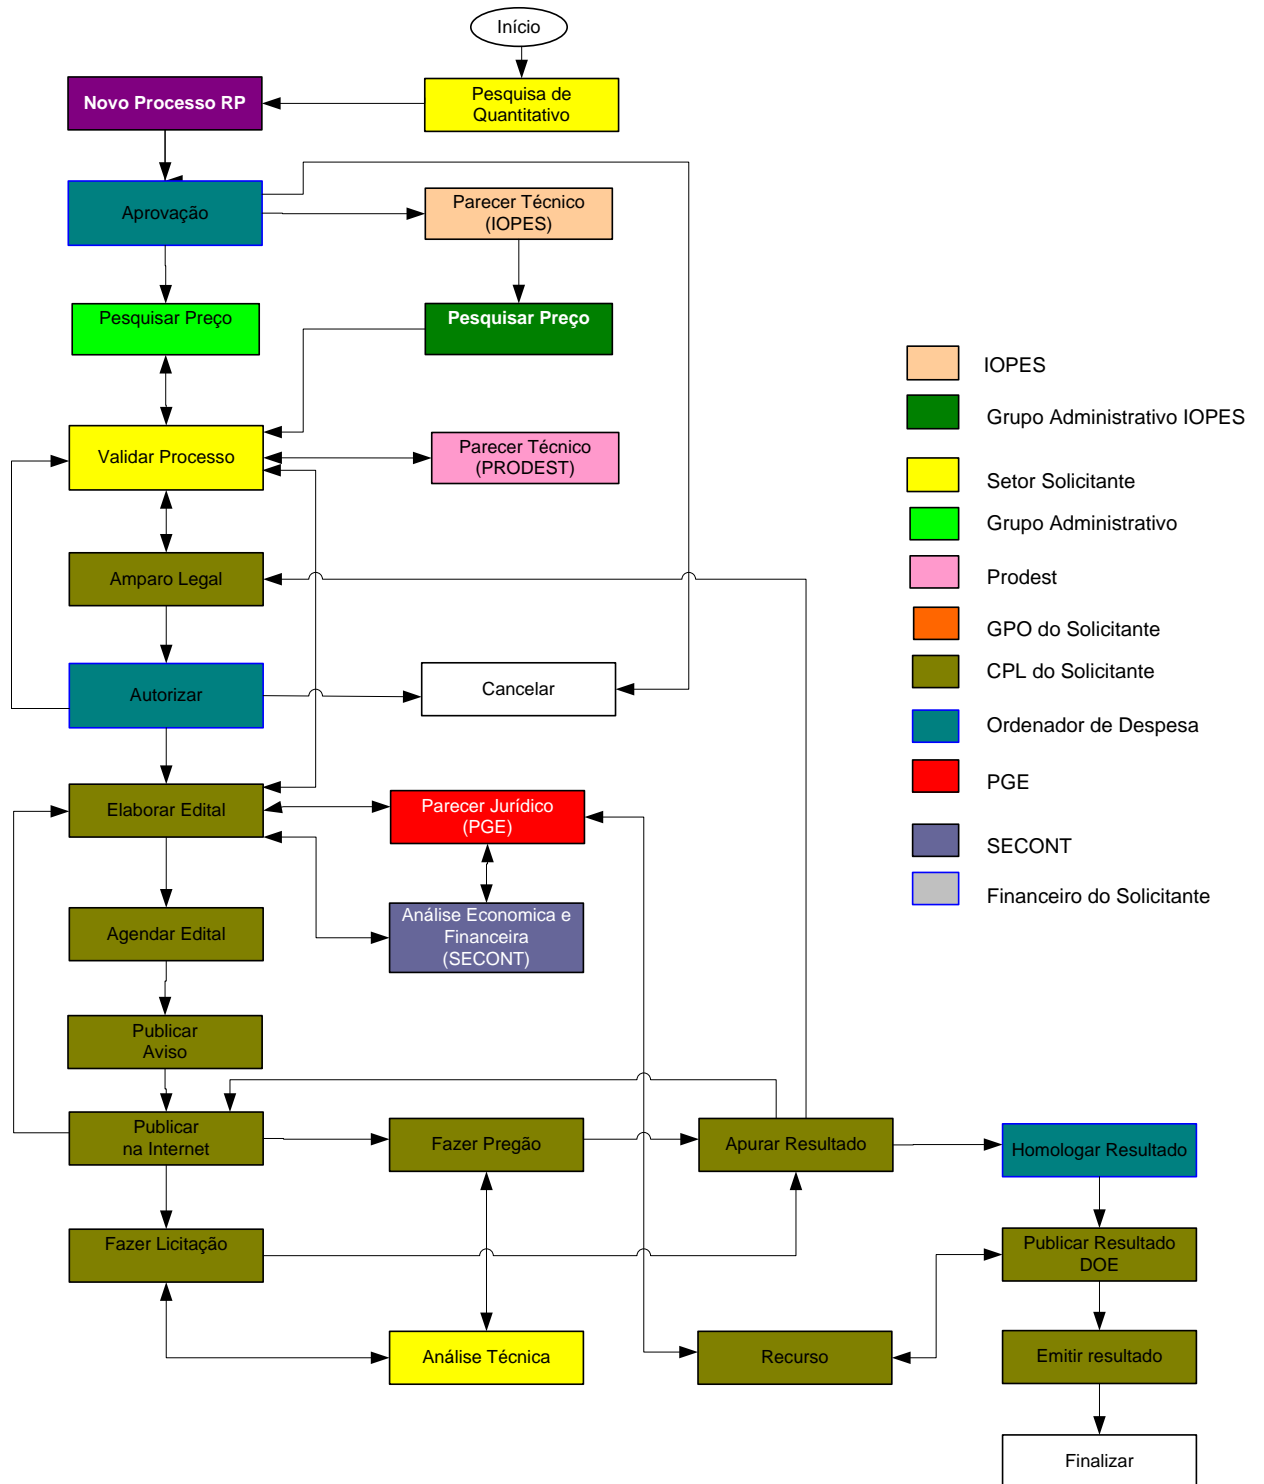 Início
Novo Processo RP
Pesquisa de
Quantitativo
Aprovação
Parecer Técnico
(IOPES)
Pesquisar Preço
Pesquisar Preço
Validar Processo
Parecer Técnico
(PRODEST)
Amparo Legal
Autorizar
Cancelar
Elaborar Edital
Parecer Jurídico
(PGE)
Agendar Edital
Análise Economica e
Financeira
(SECONT)
Publicar
Aviso
Publicar
na Internet
Fazer Pregão
Apurar Resultado
Homologar Resultado
Fazer Licitação
Publicar Resultado
DOE
Análise Técnica
Recurso
Emitir resultado
Finalizar
IOPES
Grupo Administrativo IOPES
Setor Solicitante
Grupo Administrativo
Prodest
GPO do Solicitante
CPL do Solicitante
Ordenador de Despesa
PGE
SECONT
Financeiro do Solicitante